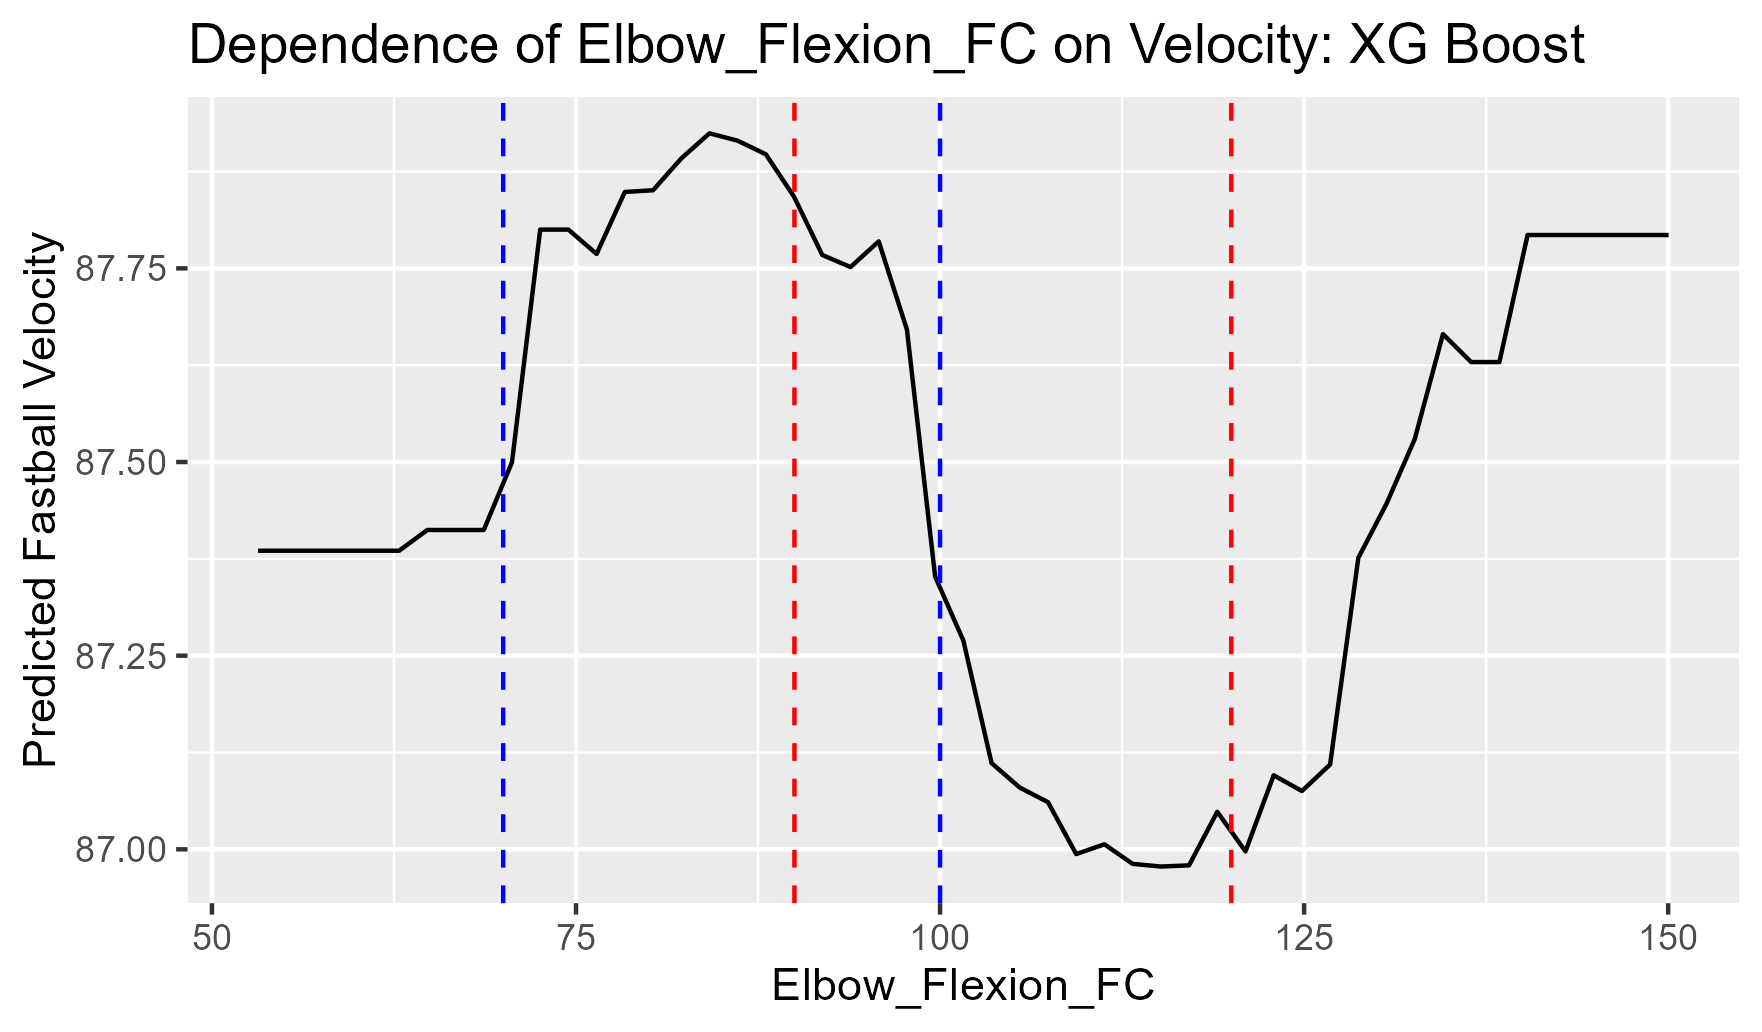 Dependence of Elbow_Flexion_FC on Velocity: XG Boost
Predicted Fastball Velocity
87.75
87.50
87.25
87.00
50 75 100 125 150
Elbow_Flexion_FC